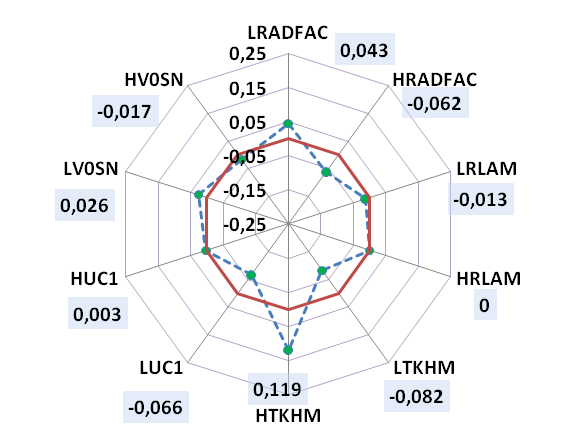 LRADFAC
0,25
0,043
HV0SN
HRADFAC
0,15
-0,017
-0,062
0,05
LV0SN
-0,05
LRLAM
-0,15
0,026
-0,013
-0,25
HUC1
HRLAM
0,003
0
LUC1
LTKHM
0,119
-0,082
-0,066
HTKHM